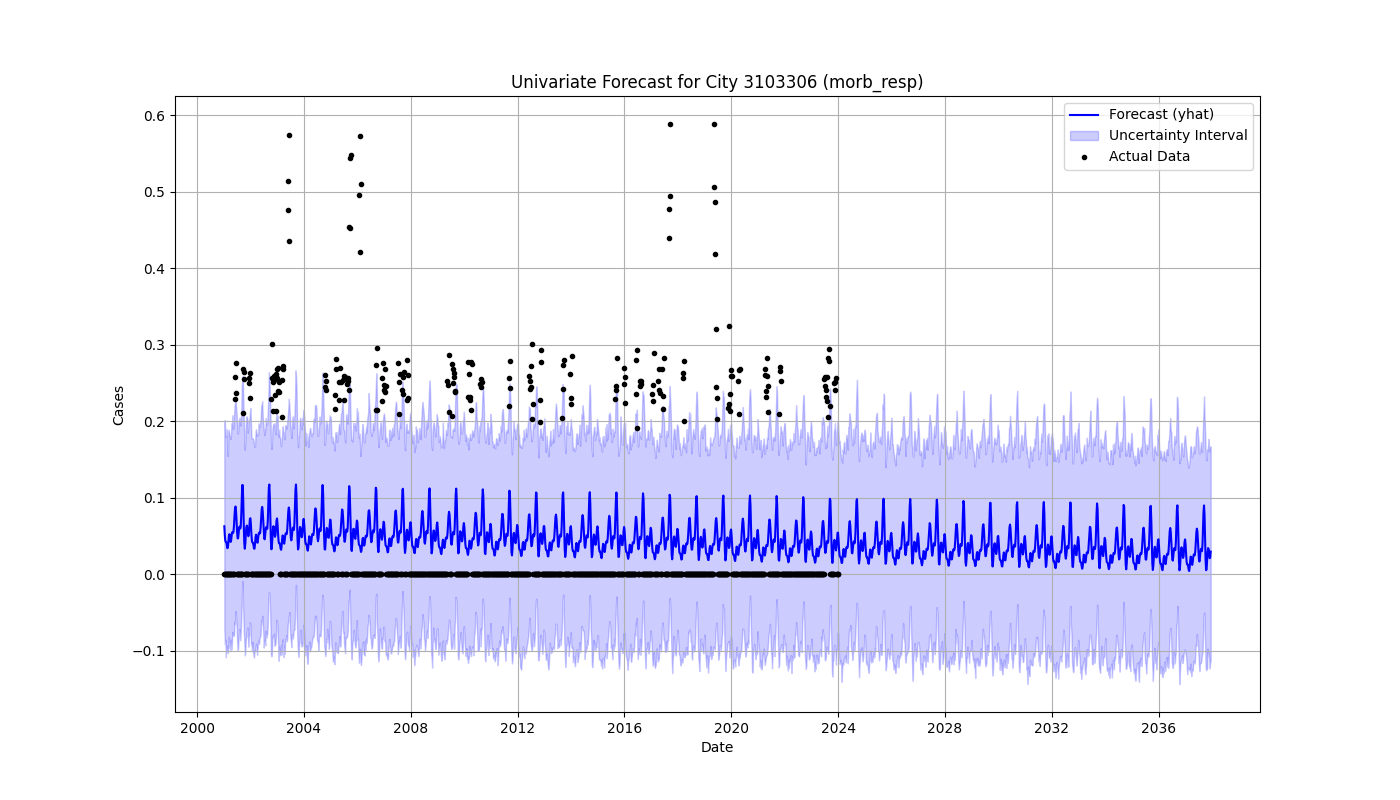 Univariate Forecast for City 3103306 (morb_resp)
Forecast (yhat)
Uncertainty Interval
Actual Data
Cases
0.6
0.5
0.4
0.3
0.2
0.1
0.0
−0.1
2000 2004 2008 2012 2016 2020 2024 2028 2032 2036
Date